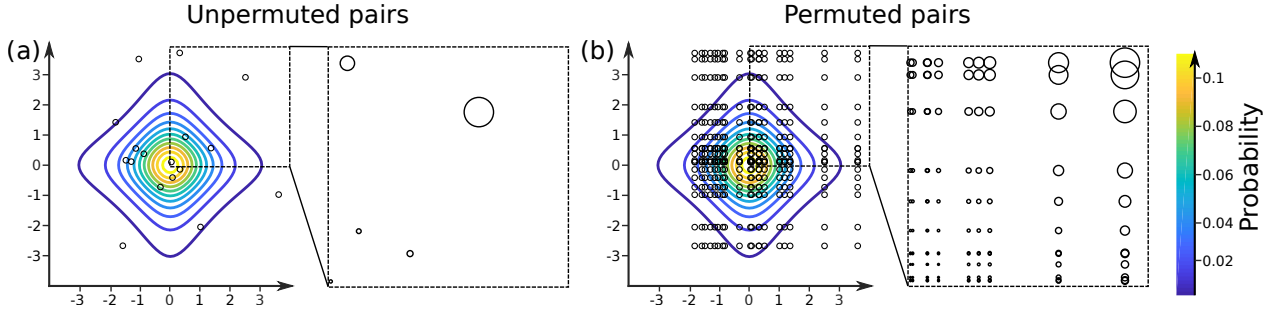 Unpermuted pairs
Permuted pairs
(a)
3
2
1
0
-1
-2
-3
-3 -2 -1 0 1 2 3
(b)
3
2
1
0
-1
-2
-3
-3 -2 -1 0 1 2 3
0.1
0.08
0.06
0.04
0.02
Probability